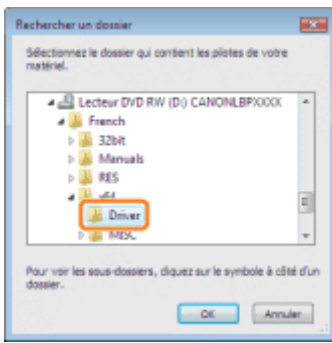 Rechercher un dossier
Sélectionnez le dossier qui contient les pilotes de votre
matériel.
Lecteur DVD RW (D:) CANONLBPXXXX
French
32bit
Manuals
RES
x64
Driver
MISC
Pour voir les sous-dossiers, cliquez sur le symbole à côté d'un
dossier.
OK
Annuler